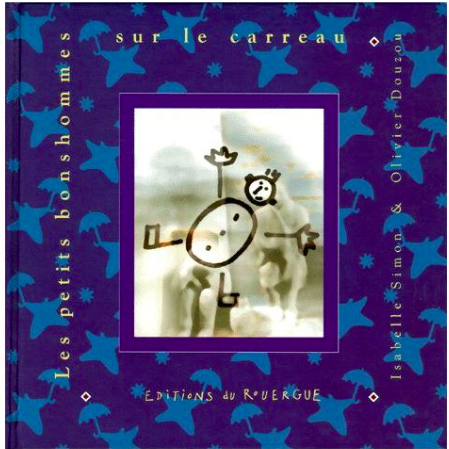 Les petits bonshommes
sur le carreau
Isabelle Simon & Olivier Douzou
EDITIONS du ROUERGUE